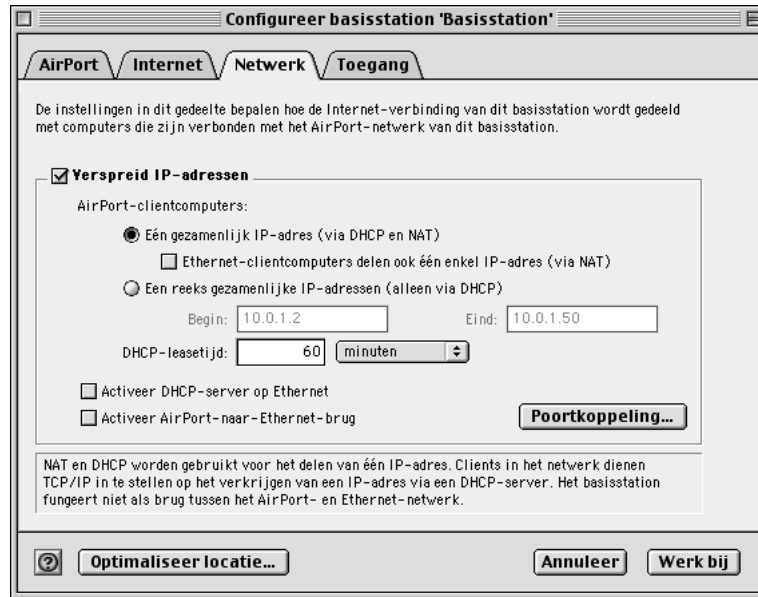 Configureer basisstation 'Basisstation'
AirPort Internet Netwerk Toegang
De instellingen in dit gedeelte bepalen hoe de Internet-verbinding van dit basisstation wordt gedeeld
met computers die zijn verbonden met het AirPort-netwerk van dit basisstation.
Verspreid IP-adressen
AirPort-clientcomputers:
Eén gezamenlijk IP-adres (via DHCP en NAT)
Ethernet-clientcomputers delen ook één enkel IP-adres (via NAT)
Een reeks gezamenlijke IP-adressen (alleen via DHCP)
Begin: 10.0.1.2 Eind: 10.0.1.50
DHCP-leasetijd: 60 minuten
Activeer DHCP-server op Ethernet
Activeer AirPort-naar-Ethernet-brug
Poortkoppeling...
NAT en DHCP worden gebruikt voor het delen van één IP-adres. Clients in het netwerk dienen
TCP/IP in te stellen op het verkrijgen van een IP-adres via een DHCP-server. Het basisstation
fungeert niet als brug tussen het AirPort- en Ethernet-netwerk.
? Optimaliseer locatie... Annuleer Werk bij